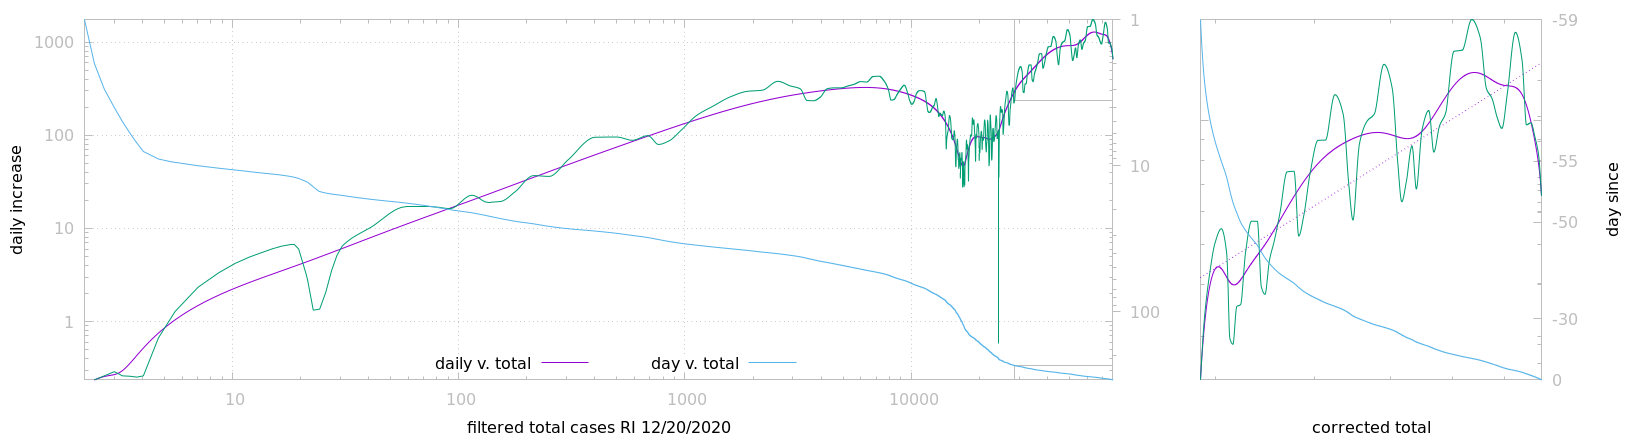 daily increase
1000
100
10
1
10
100
1000
10000
1
10
100
daily v. total
day v. total
filtered total cases RI 12/20/2020
-59
-55
-50
-30
0
day since
corrected total